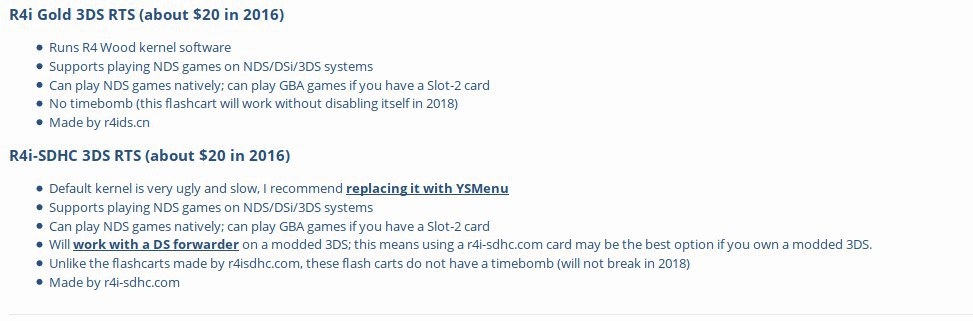 R4i Gold 3DS RTS (about $20 in 2016)
● Runs R4 Wood kernel software
● Supports playing NDS games on NDS/DSi/3DS systems
● Can play NDS games natively; can play GBA games if you have a Slot-2 card
● No timebomb (this flashcart will work without disabling itself in 2018)
● Made by r4ids.cn
R4i-SDHC 3DS RTS (about $20 in 2016)
● Default kernel is very ugly and slow, I recommend replacing it with YSMenu
● Supports playing NDS games on NDS/DSi/3DS systems
● Can play NDS games natively; can play GBA games if you have a Slot-2 card
● Will work with a DS forwarder on a modded 3DS; this means using a r4i-sdhc.com card may be the best option if you own a modded 3DS.
● Unlike the flashcarts made by r4isdhc.com, these flash carts do not have a timebomb (will not break in 2018)
● Made by r4i-sdhc.com